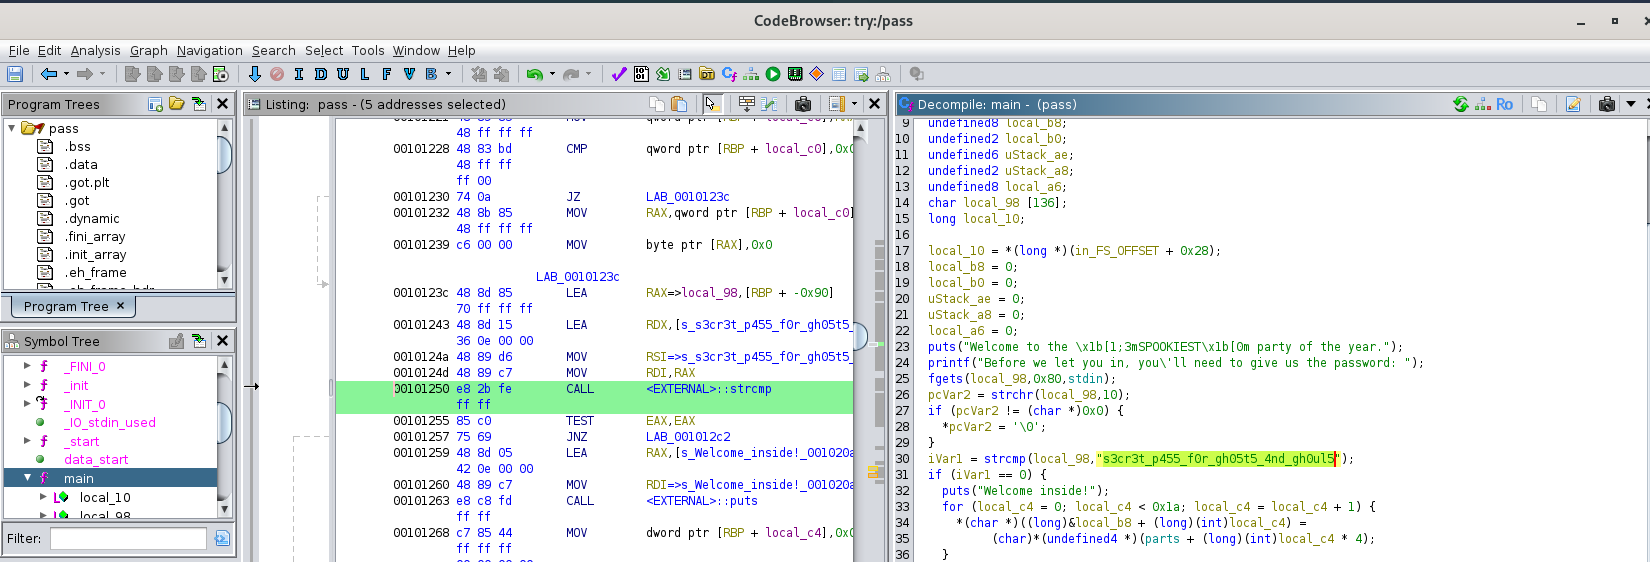 CodeBrowser: try:/pass
File Edit Analysis Graph Navigation Search Select Tools Window Help
I D U L F V B
Program Trees
pass
.bss
.data
.got.plt
.got
.dynamic
.fini_array
.init_array
.eh_frame
Program Tree
Symbol Tree
_FINI_0
_init
_INIT_0
_IO_stdin_used
_start
data_start
main
local_10
local_98
Filter:
Listing: pass - (5 addresses selected)
48 ff ff ff
00101228 48 83 bd CMP qword ptr [RBP + local_c0],0x0
48 ff ff
ff 00
00101230 74 0a JZ LAB_0010123c
00101232 48 8b 85 MOV RAX,qword ptr [RBP + local_c0]
48 ff ff ff
00101239 c6 00 00 MOV byte ptr [RAX],0x0
LAB_0010123c
0010123c 48 8d 85 LEA RAX=>local_98,[RBP + -0x90]
70 ff ff ff
00101243 48 8d 15 LEA RDX,[s_s3cr3t_p455_f0r_gh05t5_
36 0e 00 00
0010124a 48 89 d6 MOV RSI=>s_s3cr3t_p455_f0r_gh05t5_
0010124d 48 89 c7 MOV RDI,RAX
00101250 e8 2b fe CALL <EXTERNAL>::strcmp
ff ff
00101255 85 c0 TEST EAX,EAX
00101257 75 69 JNZ LAB_001012c2
00101259 48 8d 05 LEA RAX,[s_Welcome_inside!_001020a
42 0e 00 00
00101260 48 89 c7 MOV RDI=>s_Welcome_inside!_001020a
00101263 e8 c8 fd CALL <EXTERNAL>::puts
ff ff
00101268 c7 85 44 MOV dword ptr [RBP + local_c4],0x0
ff ff ff
Decompile: main - (pass)
Ro
9 undefined8 local_b8;
10 undefined2 local_b0;
11 undefined6 uStack_ae;
12 undefined2 uStack_a8;
13 undefined8 local_a6;
14 char local_98 [136];
15 long local_10;
16
17 local_10 = *(long *)(in_FS_OFFSET + 0x28);
18 local_b8 = 0;
19 local_b0 = 0;
20 uStack_ae = 0;
21 uStack_a8 = 0;
22 local_a6 = 0;
23 puts("Welcome to the \x1b[1;3mSPOOKIEST\x1b[0m party of the year.");
24 printf("Before we let you in, you\'ll need to give us the password: ");
25 fgets(local_98,0x80,stdin);
26 pcVar2 = strchr(local_98,10);
27 if (pcVar2 != (char *)0x0) {
28 *pcVar2 = '\0';
29 }
30 iVar1 = strcmp(local_98,"s3cr3t_p455_f0r_gh05t5_4nd_gh0ul5");
31 if (iVar1 == 0) {
32 puts("Welcome inside!");
33 for (local_c4 = 0; local_c4 < 0x1a; local_c4 = local_c4 + 1) {
34 *(char *)((long)&local_b8 + (long)(int)local_c4) =
35 (char)*(undefined4 *)(parts + (long)(int)local_c4 * 4);
36 }